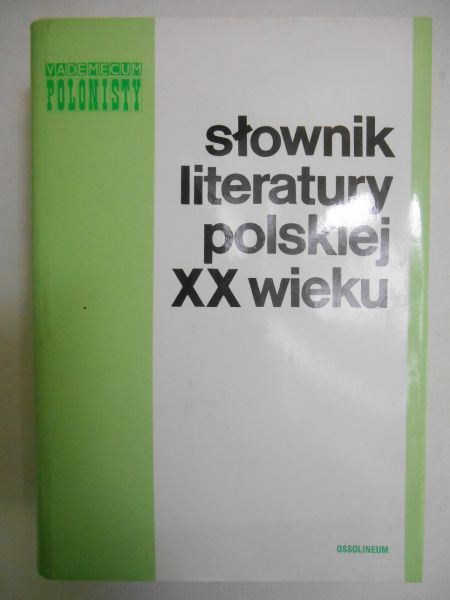 VADEMECUM
POLONISTY
słownik
literatury
polskiej
XX wieku
OSSOLINEUM